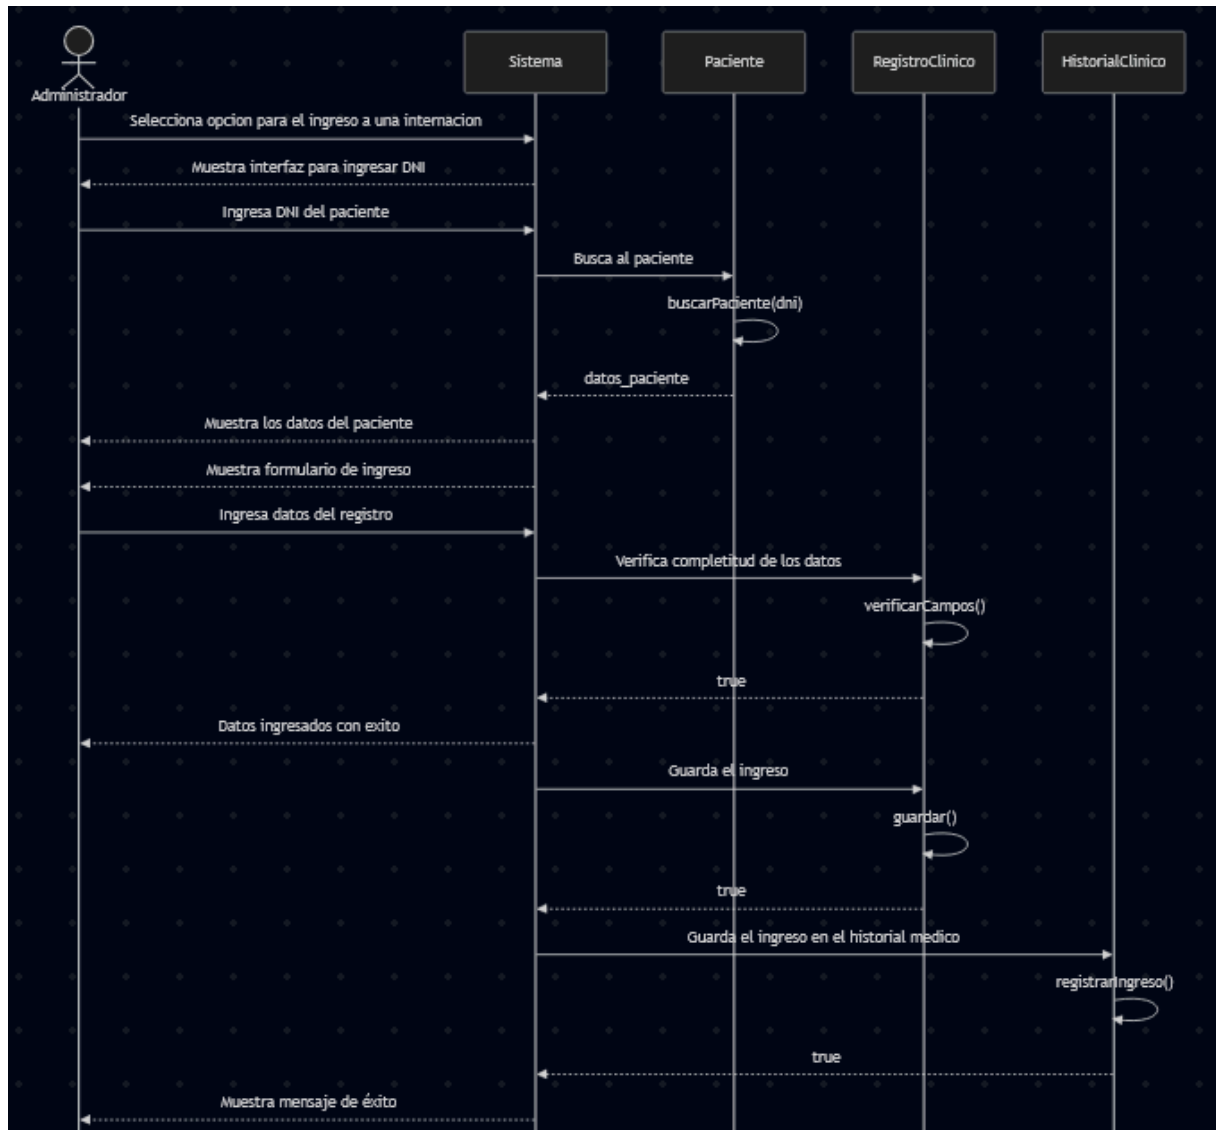 Administrador
Sistema
Paciente
RegistroClinico
HistorialClinico
Selecciona opcion para el ingreso a una internacion
Muestra interfaz para ingresar DNI
Ingresa DNI del paciente
Busca al paciente
buscarPaciente(dni)
datos_paciente
Muestra los datos del paciente
Muestra formulario de ingreso
Ingresa datos del registro
Verifica completitud de los datos
verificarCampos()
true
Datos ingresados con exito
Guarda el ingreso
guardar()
true
Guarda el ingreso en el historial medico
registrarIngreso()
true
Muestra mensaje de éxito